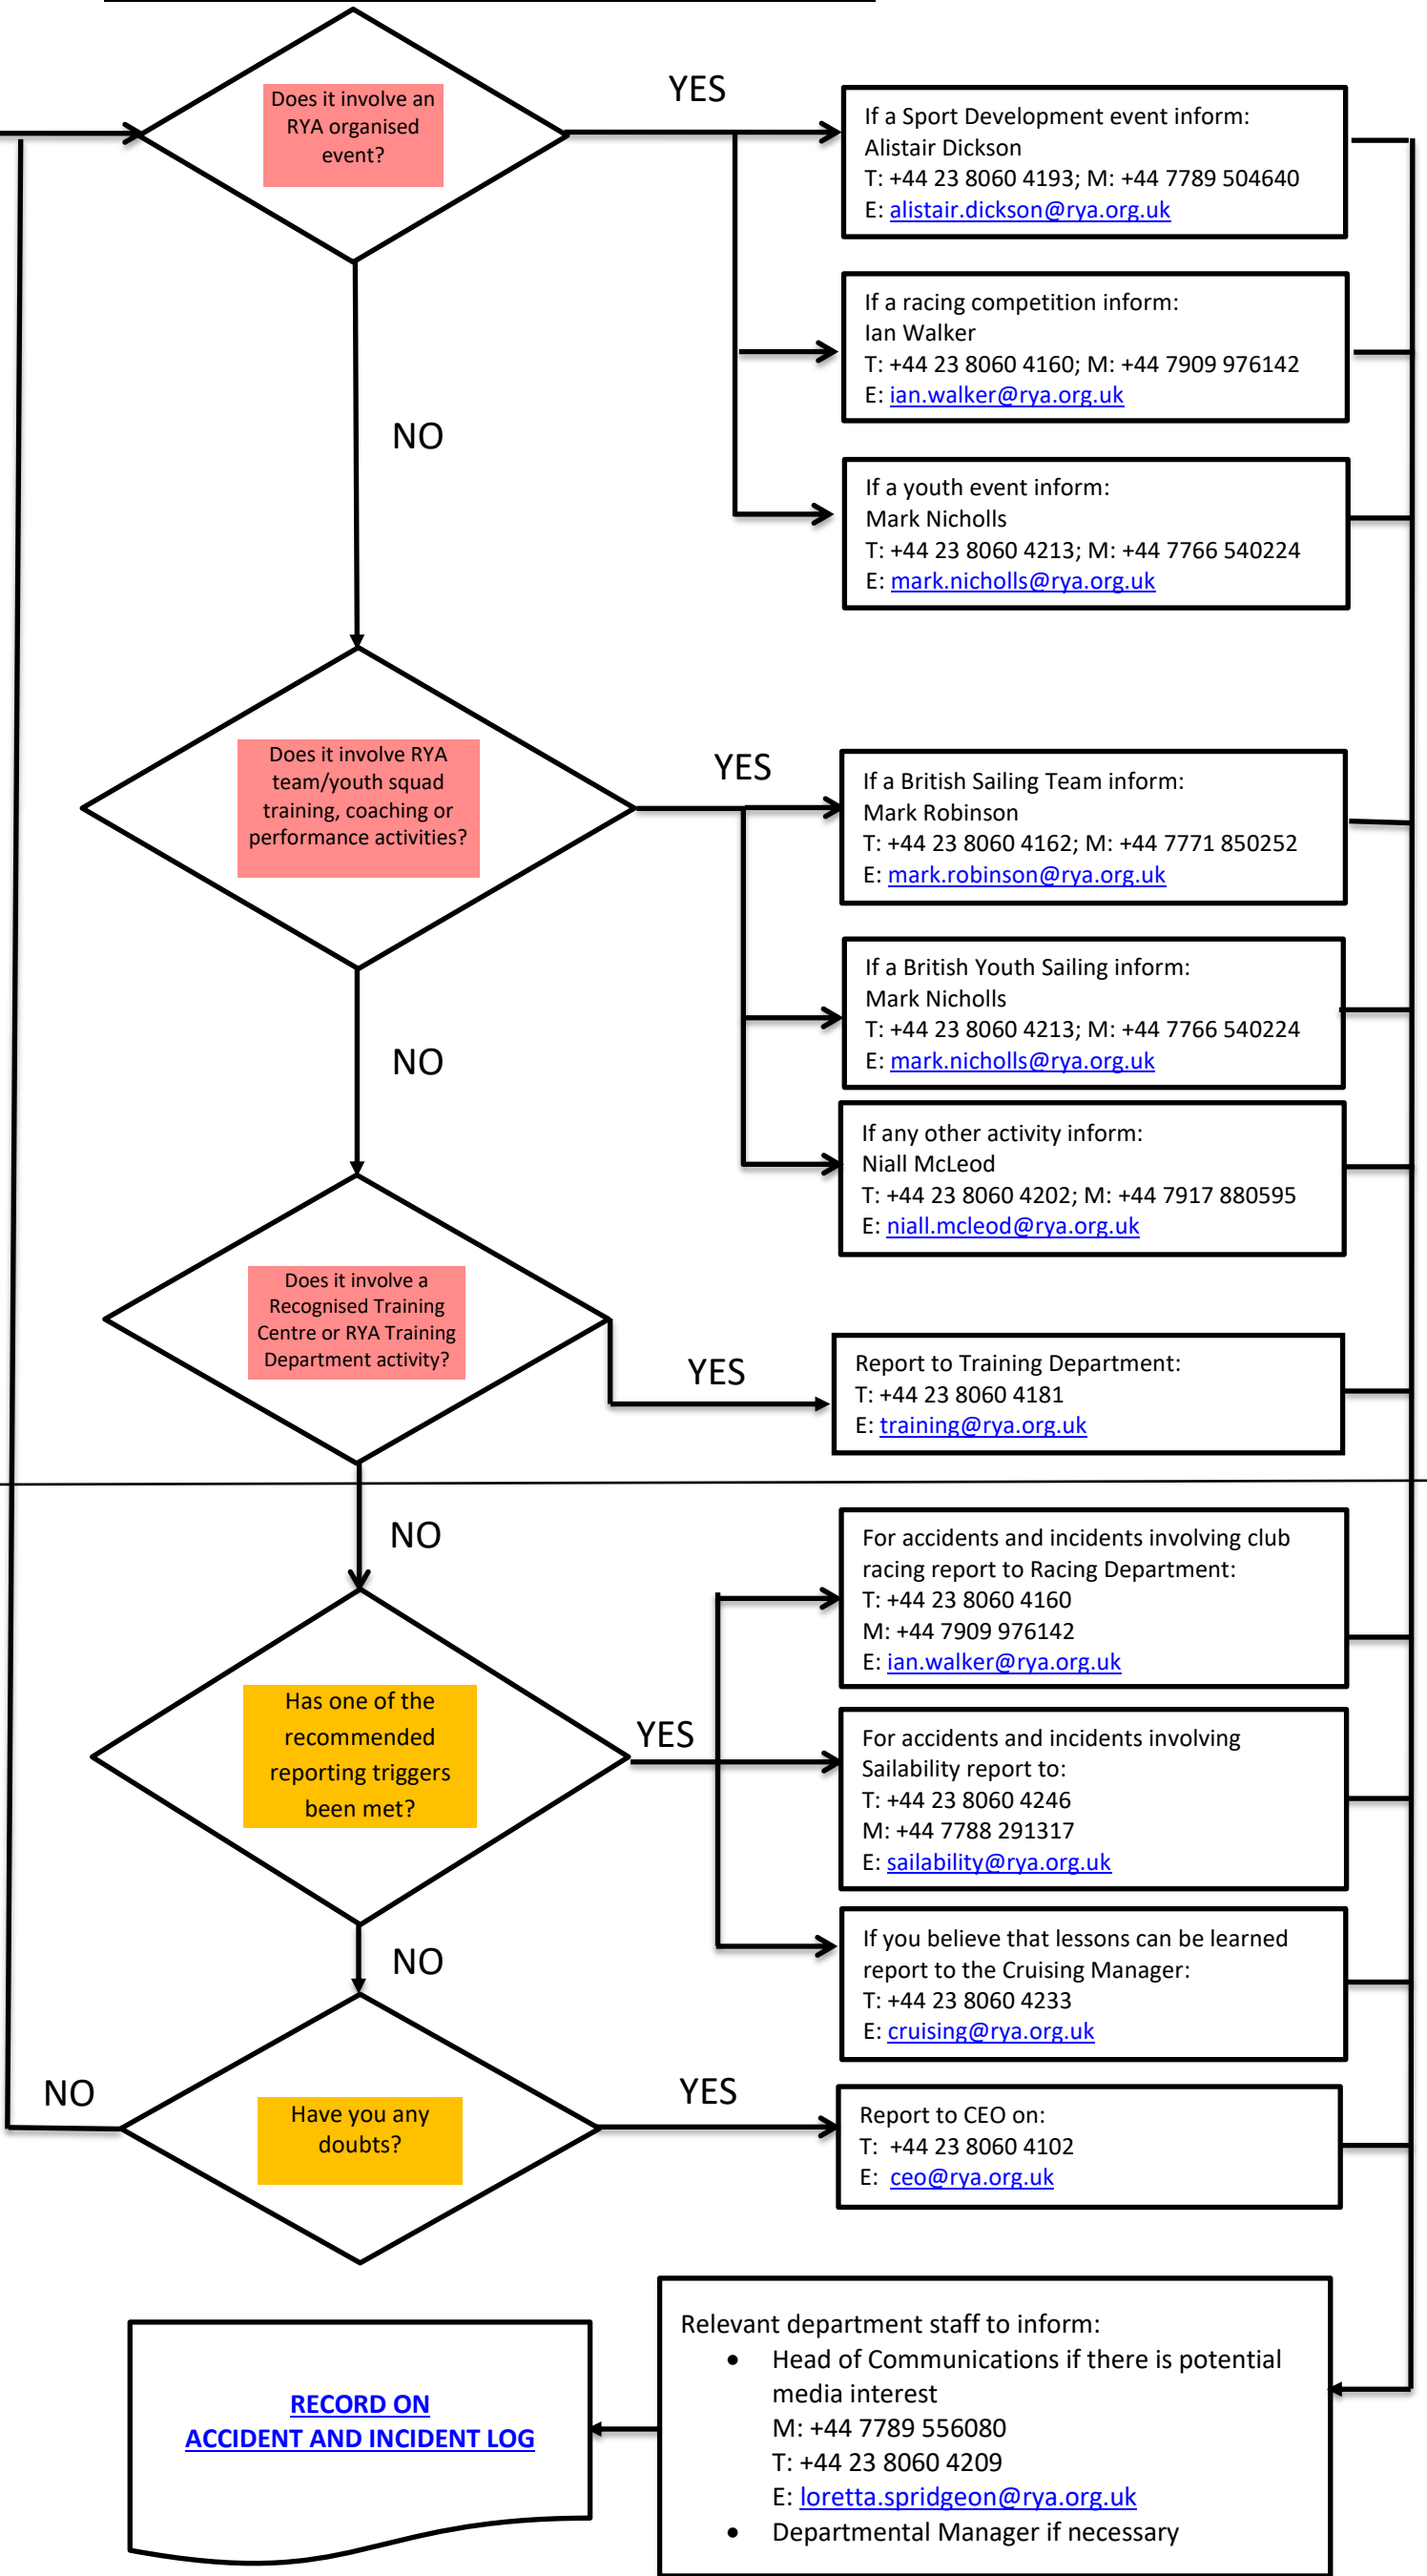 Does it involve an
RYA organised
event?
YES
If a Sport Development event inform:
Alistair Dickson
T: +44 23 8060 4193; M: +44 7789 504640
E: alistair.dickson@rya.org.uk
If a racing competition inform:
Ian Walker
T: +44 23 8060 4160; M: +44 7909 976142
E: ian.walker@rya.org.uk
NO
If a youth event inform:
Mark Nicholls
T: +44 23 8060 4213; M: +44 7766 540224
E: mark.nicholls@rya.org.uk
Does it involve RYA
team/youth squad
training, coaching or
performance activities?
YES
If a British Sailing Team inform:
Mark Robinson
T: +44 23 8060 4162; M: +44 7771 850252
E: mark.robinson@rya.org.uk
If a British Youth Sailing inform:
Mark Nicholls
T: +44 23 8060 4213; M: +44 7766 540224
E: mark.nicholls@rya.org.uk
NO
If any other activity inform:
Niall McLeod
T: +44 23 8060 4202; M: +44 7917 880595
E: niall.mcleod@rya.org.uk
Does it involve a
Recognised Training
Centre or RYA Training
Department activity?
YES
Report to Training Department:
T: +44 23 8060 4181
E: training@rya.org.uk
NO
For accidents and incidents involving club
racing report to Racing Department:
T: +44 23 8060 4160
M: +44 7909 976142
E: ian.walker@rya.org.uk
Has one of the
recommended
reporting triggers
been met?
YES
For accidents and incidents involving
Sailability report to:
T: +44 23 8060 4246
M: +44 7788 291317
E: sailability@rya.org.uk
If you believe that lessons can be learned
report to the Cruising Manager:
T: +44 23 8060 4233
E: cruising@rya.org.uk
NO
NO
Have you any
doubts?
YES
Report to CEO on:
T: +44 23 8060 4102
E: ceo@rya.org.uk
Relevant department staff to inform:
• Head of Communications if there is potential
media interest
M: +44 7789 556080
T: +44 23 8060 4209
E: loretta.spridgeon@rya.org.uk
• Departmental Manager if necessary
RECORD ON
ACCIDENT AND INCIDENT LOG